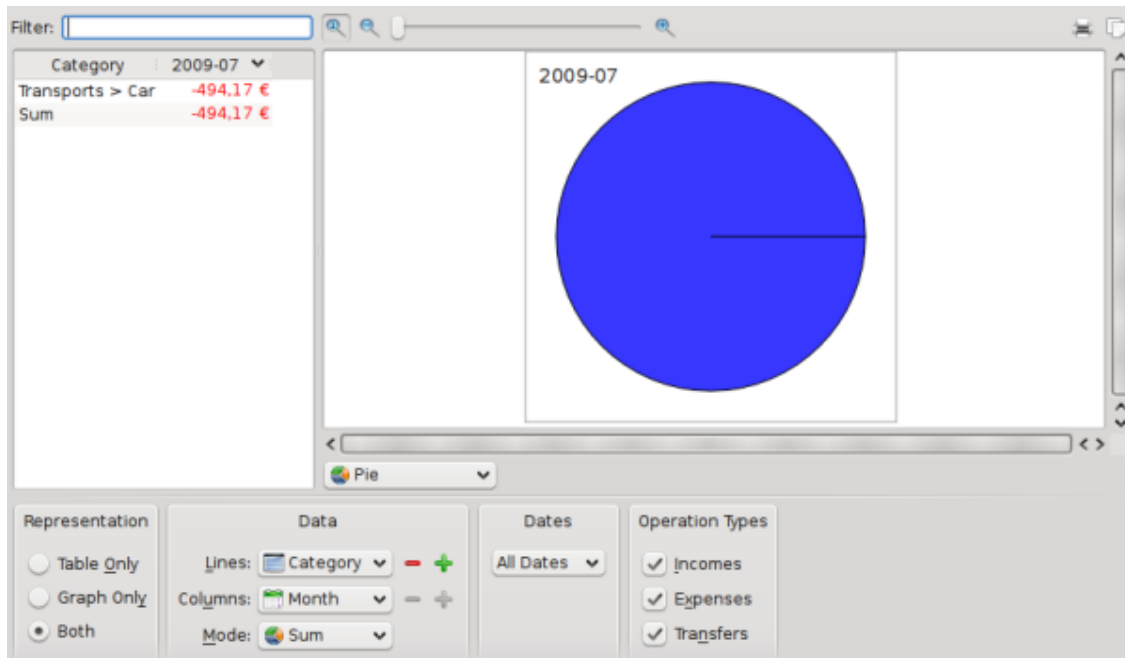 Filter:
Category 2009-07
Transports > Car -494,17 €
Sum -494,17 €
2009-07
Pie
Representation
Table Only
Graph Only
Both
Data
Lines: Category
Columns: Month
Mode: Sum
Dates
All Dates
Operation Types
Incomes
Expenses
Transfers